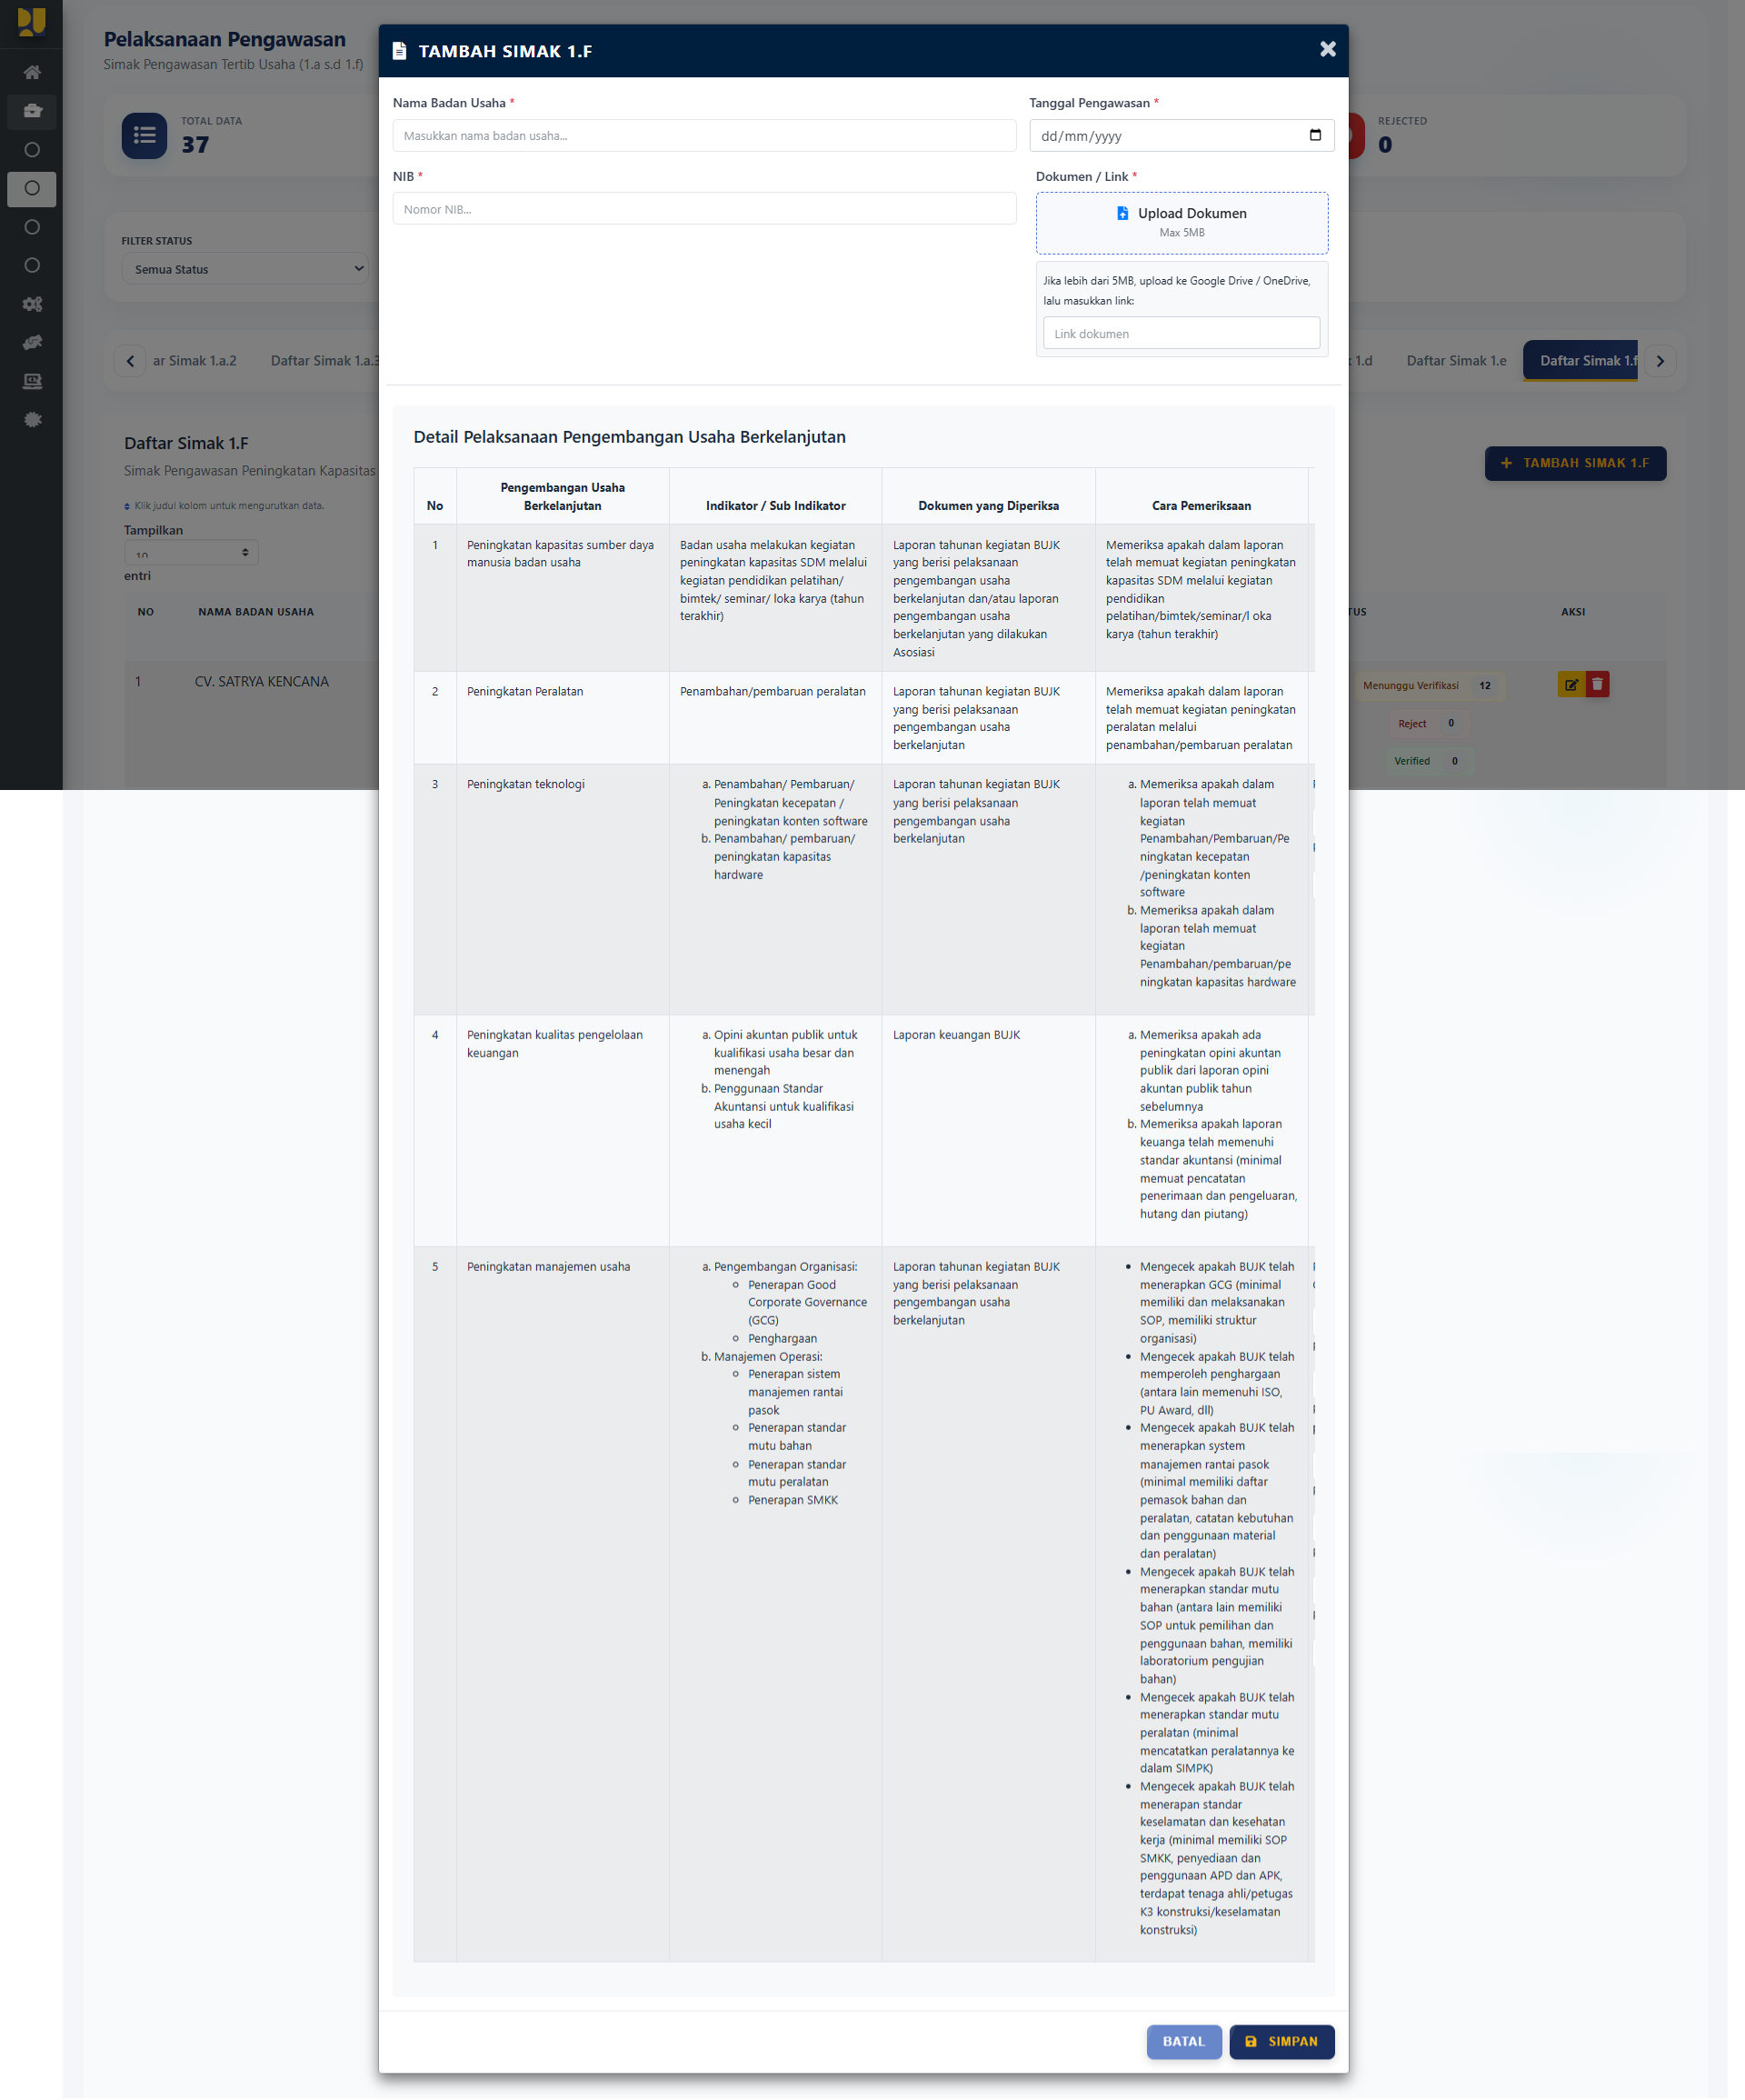 Pelaksanaan Pengawasan
Simak Pengawasan Tertib Usaha (1.a s.d 1.f)
TOTAL DATA
37
REJECTED
0
FILTER STATUS
Semua Status
ar Simak 1.a.2
Daftar Simak 1.a.3
1.d
Daftar Simak 1.e
Daftar Simak 1.f
Daftar Simak 1.F
Simak Pengawasan Peningkatan Kapasitas
TAMBAH SIMAK 1.F
Klik judul kolom untuk mengurutkan data.
Tampilkan
10
entri
NO
NAMA BADAN USAHA
TUS
AKSI
1
CV. SATRYA KENCANA
Menunggu Verifikasi 12
Reject 0
Verified 0
TAMBAH SIMAK 1.F
Nama Badan Usaha *
Masukkan nama badan usaha...
Tanggal Pengawasan *
dd/mm/yyyy
NIB *
Nomor NIB...
Dokumen / Link *
Upload Dokumen
Max 5MB
Jika lebih dari 5MB, upload ke Google Drive / OneDrive,
lalu masukkan link:
Link dokumen
Detail Pelaksanaan Pengembangan Usaha Berkelanjutan
No
Pengembangan Usaha
Berkelanjutan
Indikator / Sub Indikator
Dokumen yang Diperiksa
Cara Pemeriksaan
1
Peningkatan kapasitas sumber daya
manusia badan usaha
Badan usaha melakukan kegiatan
peningkatan kapasitas SDM melalui
kegiatan pendidikan pelatihan/
bimtek/ seminar/ loka karya (tahun
terakhir)
Laporan tahunan kegiatan BUJK
yang berisi pelaksanaan
pengembangan usaha
berkelanjutan dan/atau laporan
pengembangan usaha
berkelanjutan yang dilakukan
Asosiasi
Memeriksa apakah dalam laporan
telah memuat kegiatan peningkatan
kapasitas SDM melalui kegiatan
pendidikan
pelatihan/bimtek/seminar/l oka
karya (tahun terakhir)
2
Peningkatan Peralatan
Penambahan/pembaruan peralatan
Laporan tahunan kegiatan BUJK
yang berisi pelaksanaan
pengembangan usaha
berkelanjutan
Memeriksa apakah dalam laporan
telah memuat kegiatan peningkatan
peralatan melalui
penambahan/pembaruan peralatan
3
Peningkatan teknologi
a. Penambahan/ Pembaruan/
Peningkatan kecepatan /
peningkatan konten software
b. Penambahan/ pembaruan/
peningkatan kapasitas
hardware
Laporan tahunan kegiatan BUJK
yang berisi pelaksanaan
pengembangan usaha
berkelanjutan
a. Memeriksa apakah dalam
laporan telah memuat
kegiatan
Penambahan/Pembaruan/Pe
ningkatan kecepatan
/peningkatan konten
software
b. Memeriksa apakah dalam
laporan telah memuat
kegiatan
Penambahan/pembaruan/pe
ningkatan kapasitas hardware
4
Peningkatan kualitas pengelolaan
keuangan
a. Opini akuntan publik untuk
kualifikasi usaha besar dan
menengah
b. Penggunaan Standar
Akuntansi untuk kualifikasi
usaha kecil
Laporan keuangan BUJK
a. Memeriksa apakah ada
peningkatan opini akuntan
publik dari laporan opini
akuntan publik tahun
sebelumnya
b. Memeriksa apakah laporan
keuanga telah memenuhi
standar akuntansi (minimal
memuat pencatatan
penerimaan dan pengeluaran,
hutang dan piutang)
5
Peningkatan manajemen usaha
a. Pengembangan Organisasi:
Penerapan Good
Corporate Governance
(GCG)
Penghargaan
b. Manajemen Operasi:
Penerapan sistem
manajemen rantai
pasok
Penerapan standar
mutu bahan
Penerapan standar
mutu peralatan
Penerapan SMKK
Laporan tahunan kegiatan BUJK
yang berisi pelaksanaan
pengembangan usaha
berkelanjutan
Mengecek apakah BUJK telah
menerapkan GCG (minimal
memiliki dan melaksanakan
SOP, memiliki struktur
organisasi)
Mengecek apakah BUJK telah
memperoleh penghargaan
(antara lain memenuhi ISO,
PU Award, dll)
Mengecek apakah BUJK telah
menerapkan system
manajemen rantai pasok
(minimal memiliki daftar
pemasok bahan dan
peralatan, catatan kebutuhan
dan penggunaan material
dan peralatan)
Mengecek apakah BUJK telah
menerapkan standar mutu
bahan (antara lain memiliki
SOP untuk pemilihan dan
penggunaan bahan, memiliki
laboratorium pengujian
bahan)
Mengecek apakah BUJK telah
menerapkan standar mutu
peralatan (minimal
mencatatkan peralatannya ke
dalam SIMPK)
Mengecek apakah BUJK telah
menerapan standar
keselamatan dan kesehatan
kerja (minimal memiliki SOP
SMKK, penyediaan dan
penggunaan APD dan APK,
terdapat tenaga ahli/petugas
K3 konstruksi/keselamatan
konstruksi)
BATAL
SIMPAN